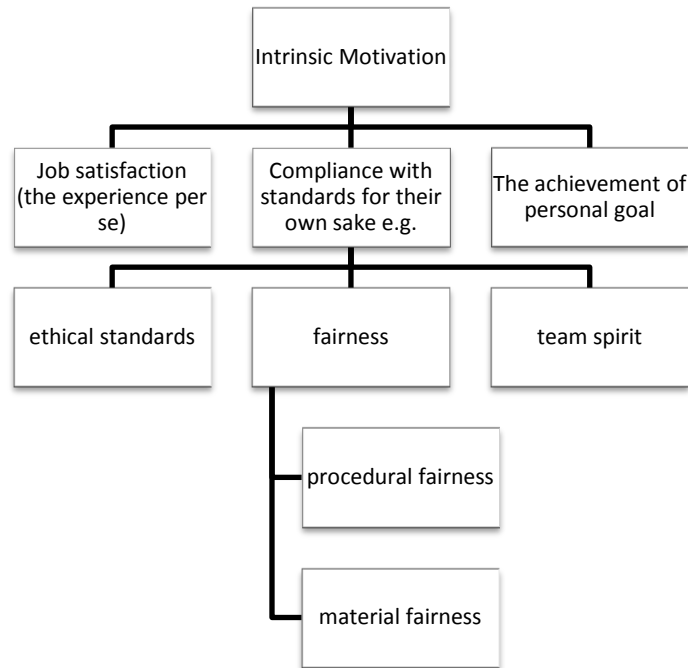 Intrinsic Motivation
Job satisfaction
(the experience per
se)
Compliance with
standards for their
own sake e.g.
The achievement of
personal goal
ethical standards
fairness
team spirit
procedural fairness
material fairness